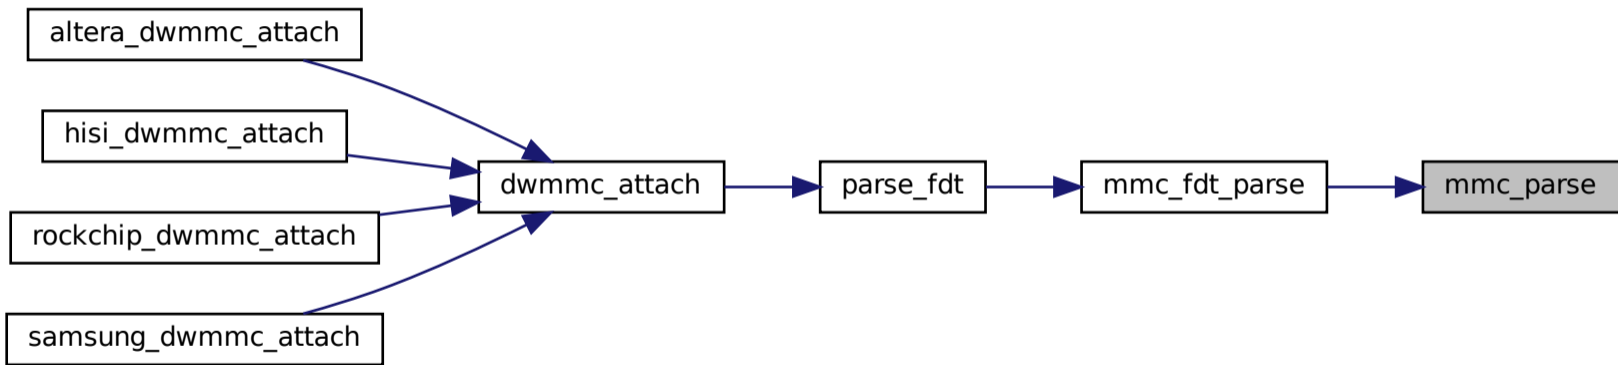 altera_dwmmc_attach
hisi_dwmmc_attach
rockchip_dwmmc_attach
samsung_dwmmc_attach
dwmmc_attach
parse_fdt
mmc_fdt_parse
mmc_parse